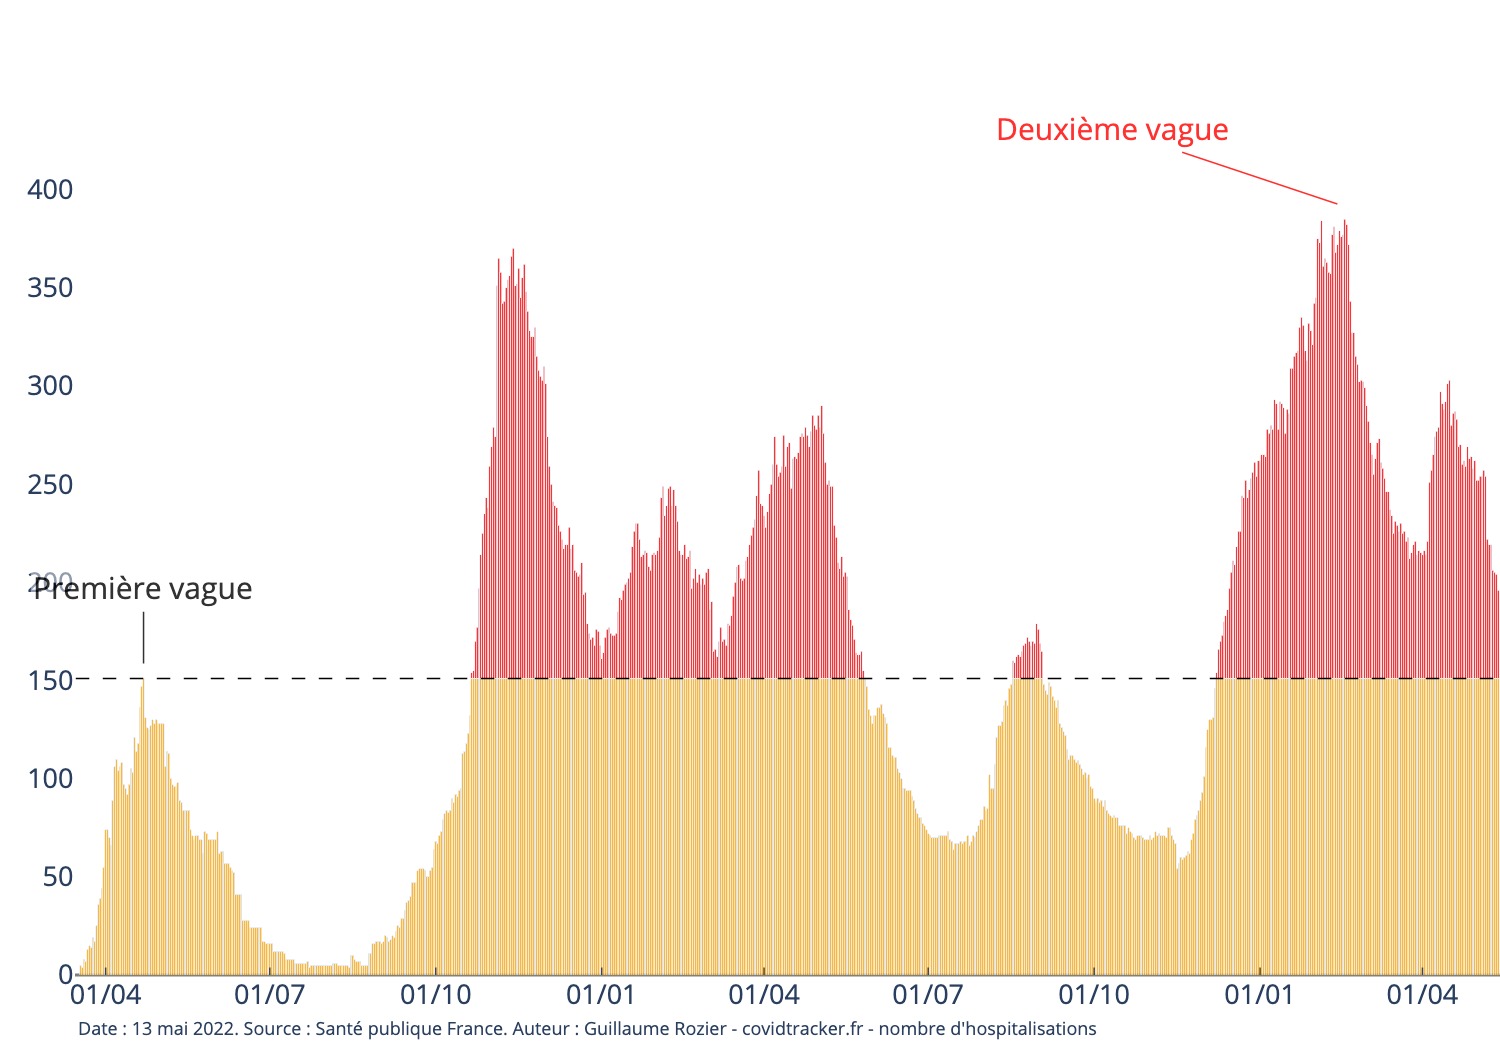 Deuxième vague
400
350
300
250
200
Première vague
150
100
50
0
01/04 01/07 01/10 01/01 01/04 01/07 01/10 01/01 01/04
Date : 13 mai 2022. Source : Santé publique France. Auteur : Guillaume Rozier - covidtracker.fr - nombre d'hospitalisations